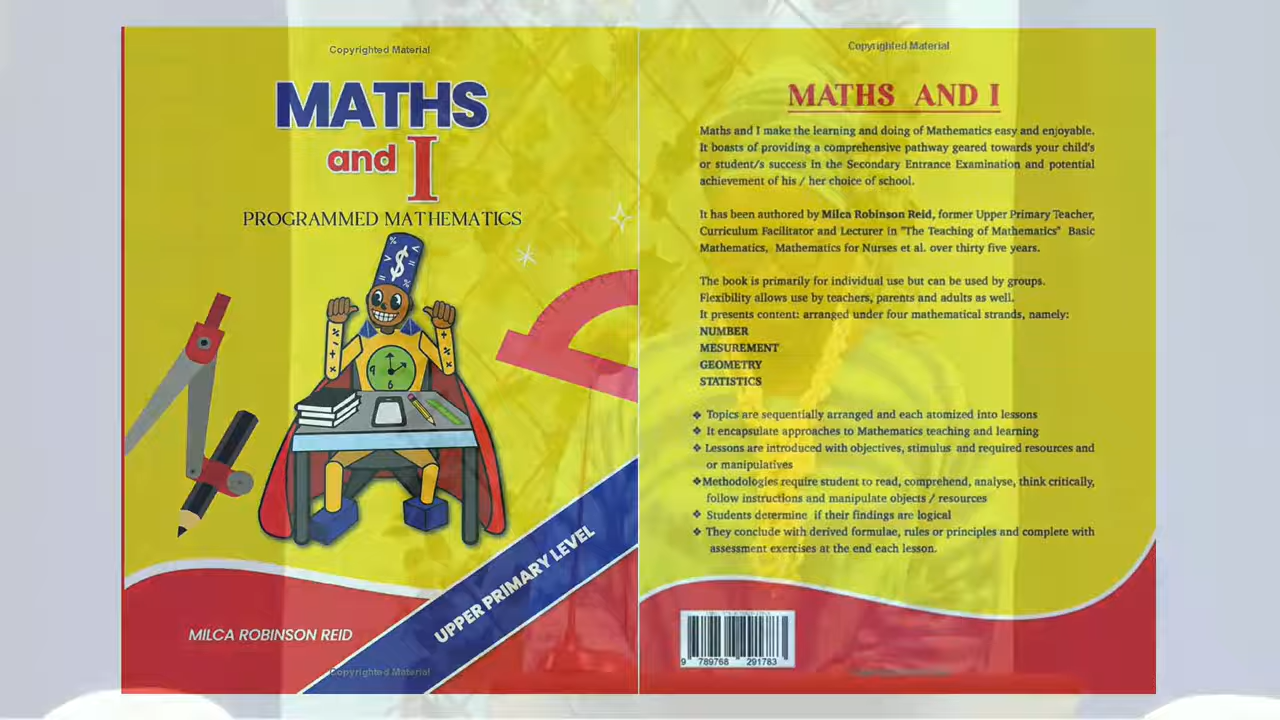 Copyrighted Material
MATHS
and I
PROGRAMMED MATHEMATICS
UPPER PRIMARY LEVEL
MILCA ROBINSON REID
Copyrighted Material
Copyrighted Material
MATHS AND I
Maths and I make the learning and doing of Mathematics easy and enjoyable.
It boasts of providing a comprehensive pathway geared towards your child's
or student/s success in the Secondary Entrance Examination and potential
achievement of his / her choice of school.
It has been authored by Milca Robinson Reid, former Upper Primary Teacher,
Curriculum Facilitator and Lecturer in "The Teaching of Mathematics" Basic
Mathematics, Mathematics for Nurses et al. over thirty five years.
The book is primarily for individual use but can be used by groups.
Flexibility allows use by teachers, parents and adults as well.
It presents content: arranged under four mathematical strands, namely:
NUMBER
MESUREMENT
GEOMETRY
STATISTICS
❖ Topics are sequentially arranged and each atomized into lessons
❖ It encapsulate approaches to Mathematics teaching and learning
❖ Lessons are introduced with objectives, stimulus and required resources and
or manipulatives
❖Methodologies require student to read, comprehend, analyse, think critically,
follow instructions and manipulate objects / resources
❖ Students determine if their findings are logical
❖ They conclude with derived formulae, rules or principles and complete with
assessment exercises at the end each lesson.
9 789768 291783